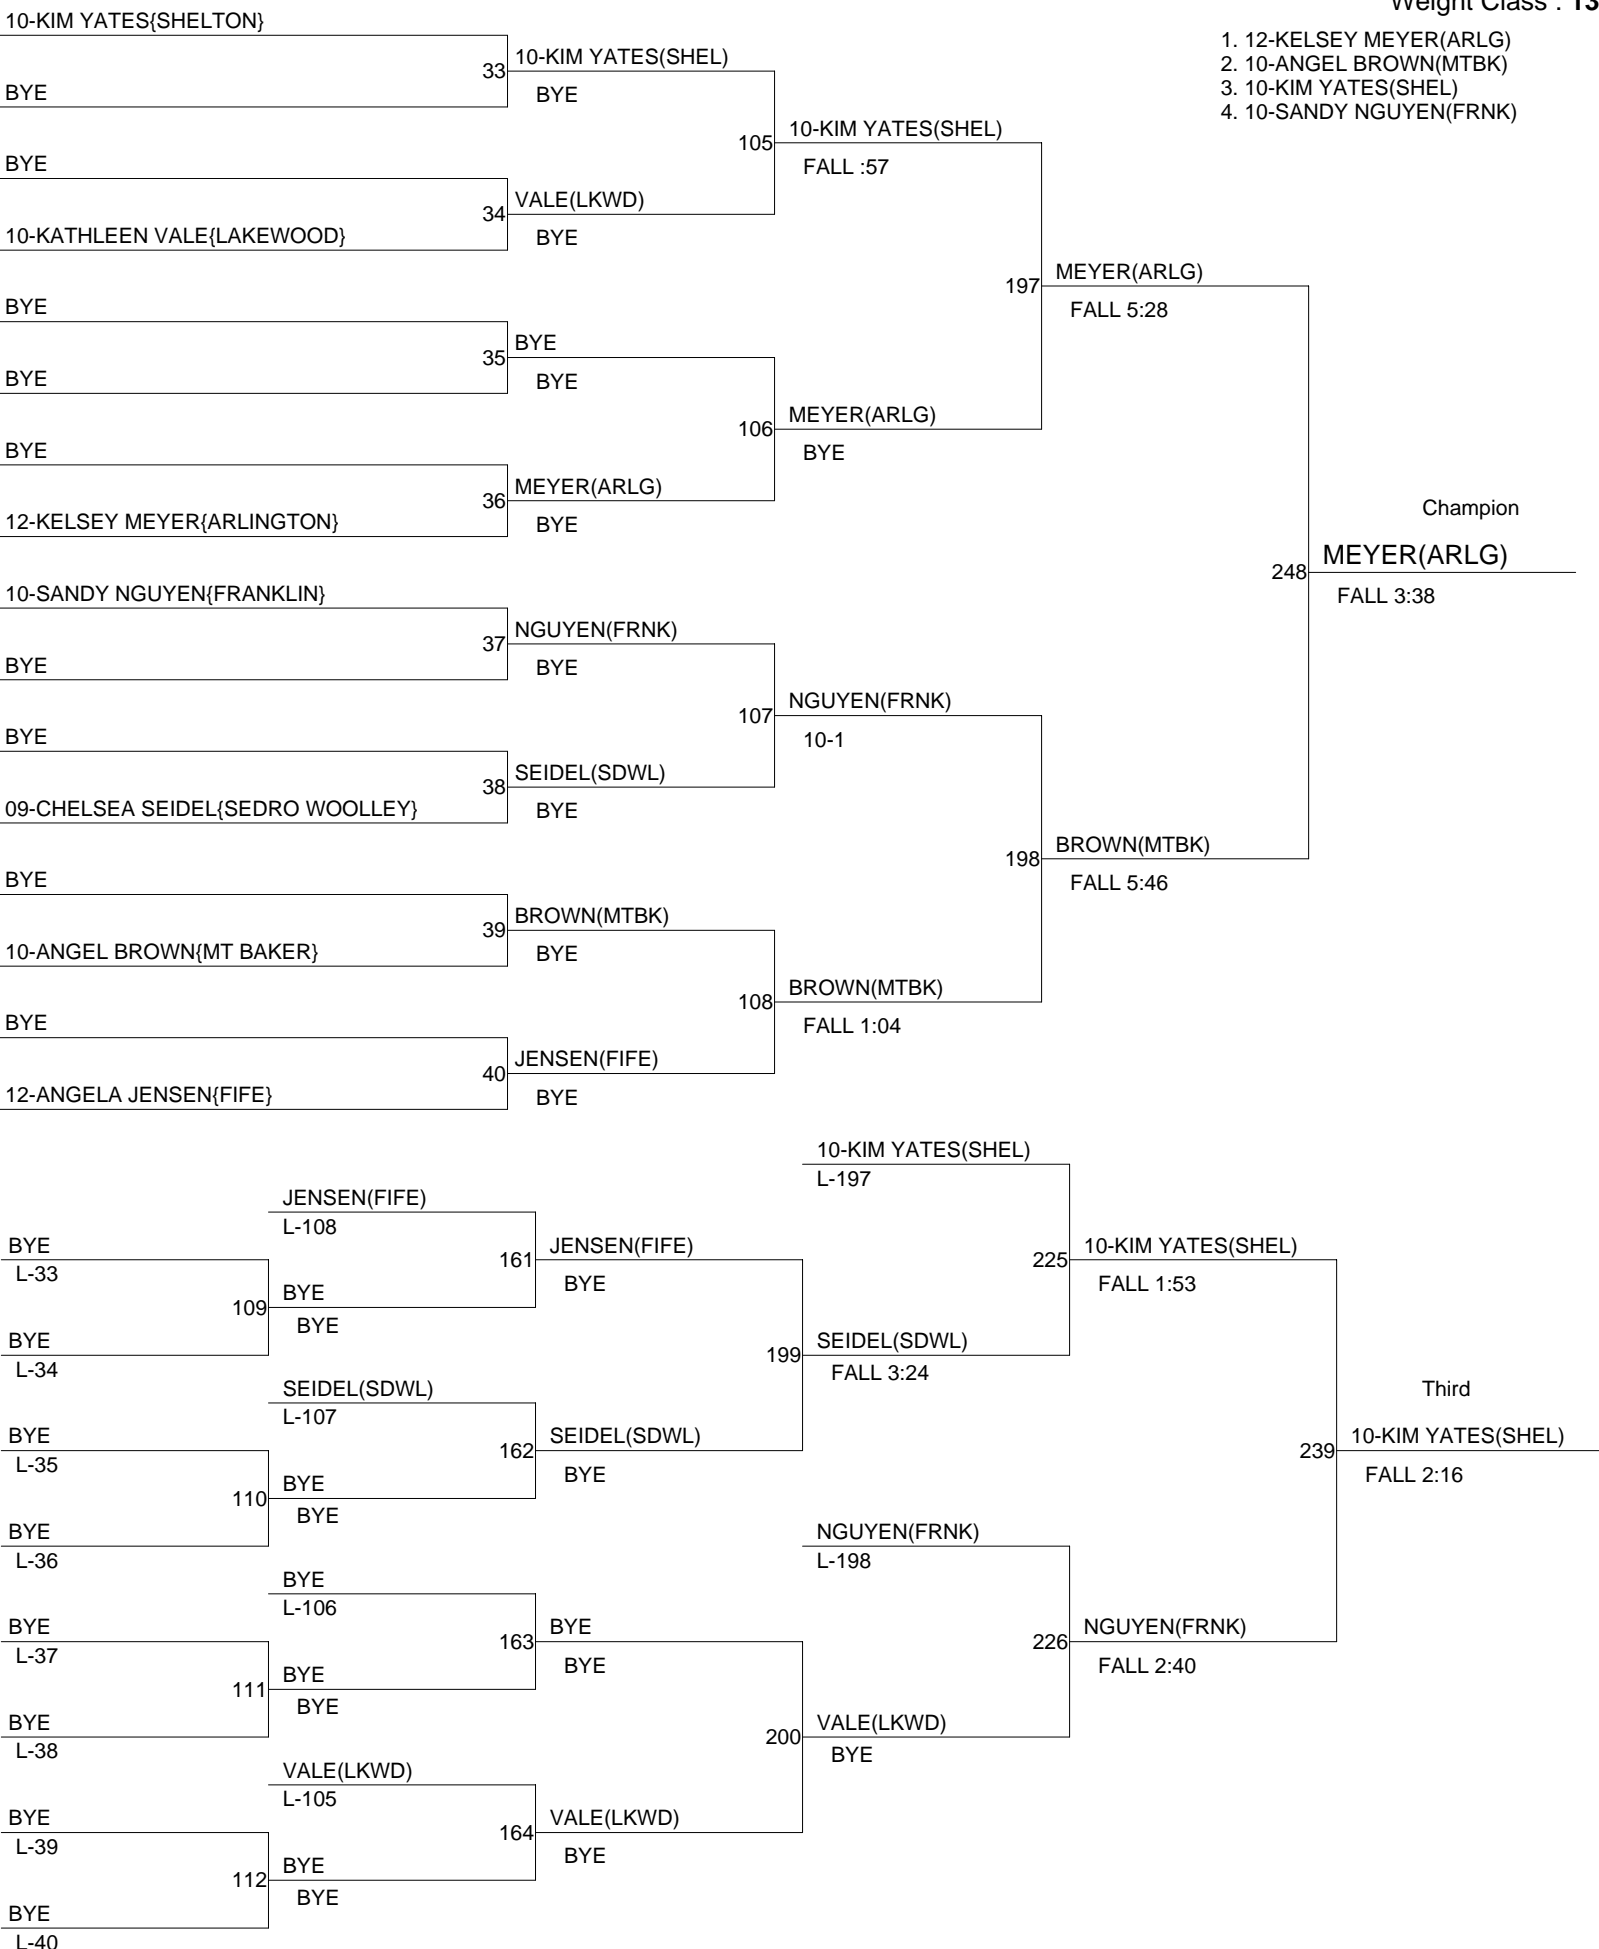 Weight Class : 13
1. 12-KELSEY MEYER(ARLG)
2. 10-ANGEL BROWN(MTBK)
3. 10-KIM YATES(SHEL)
4. 10-SANDY NGUYEN(FRNK)
10-KIM YATES{SHELTON}
33
10-KIM YATES(SHEL)
BYE
BYE
105
10-KIM YATES(SHEL)
FALL :57
BYE
34
VALE(LKWD)
BYE
10-KATHLEEN VALE{LAKEWOOD}
197
MEYER(ARLG)
FALL 5:28
BYE
35
BYE
BYE
BYE
106
MEYER(ARLG)
BYE
BYE
36
MEYER(ARLG)
BYE
12-KELSEY MEYER{ARLINGTON}
Champion
248
MEYER(ARLG)
FALL 3:38
10-SANDY NGUYEN{FRANKLIN}
37
NGUYEN(FRNK)
BYE
BYE
107
NGUYEN(FRNK)
10-1
BYE
38
SEIDEL(SDWL)
BYE
09-CHELSEA SEIDEL{SEDRO WOOLLEY}
198
BROWN(MTBK)
FALL 5:46
BYE
39
BROWN(MTBK)
BYE
10-ANGEL BROWN{MT BAKER}
108
BROWN(MTBK)
FALL 1:04
BYE
40
JENSEN(FIFE)
BYE
12-ANGELA JENSEN{FIFE}
10-KIM YATES(SHEL)
L-197
JENSEN(FIFE)
L-108
BYE
L-33
161
JENSEN(FIFE)
BYE
225
10-KIM YATES(SHEL)
FALL 1:53
109
BYE
BYE
BYE
L-34
199
SEIDEL(SDWL)
FALL 3:24
SEIDEL(SDWL)
L-107
Third
BYE
L-35
162
SEIDEL(SDWL)
BYE
239
10-KIM YATES(SHEL)
FALL 2:16
110
BYE
BYE
BYE
L-36
NGUYEN(FRNK)
L-198
BYE
L-106
BYE
L-37
163
BYE
BYE
226
NGUYEN(FRNK)
FALL 2:40
111
BYE
BYE
BYE
L-38
200
VALE(LKWD)
BYE
VALE(LKWD)
L-105
BYE
L-39
164
VALE(LKWD)
BYE
112
BYE
BYE
BYE
L-40